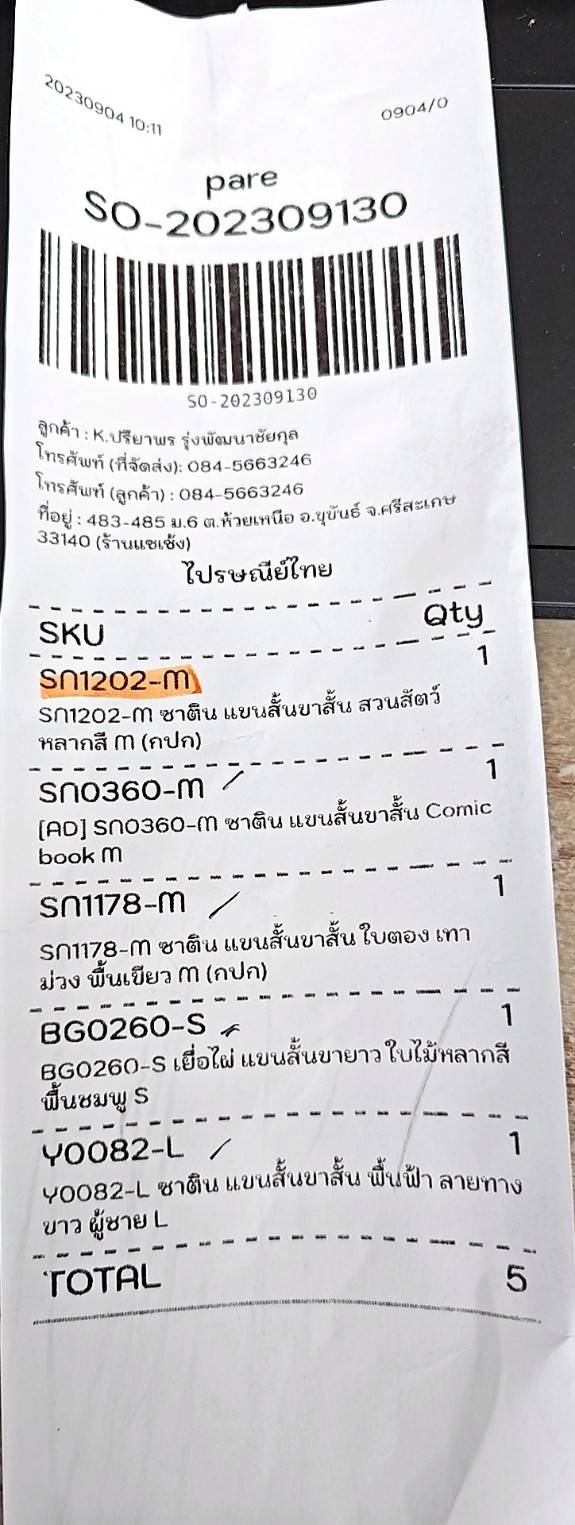 20230904 10:11
0904/0
pare
SO-202309130
SO-202309130
ลูกค้า : K.ปรียาพร รุ่งพัฒนาชัยกุล
โทรศัพท์ (ที่จัดส่ง): 084-5663246
โทรศัพท์ (ลูกค้า) : 084-5663246
ที่อยู่ : 483-485 ม.6 ต.ห้วยเหนือ อ.ขุขันธ์ จ.ศรีสะเกษ
33140 (ร้านแซเซ้ง)
ไปรษณีย์ไทย
SKU Qty
SN1202-M 1
SN1202-M ซาติน แขนสั้นขาสั้น สวนสัตว์
หลากสี M (กปก)
SN0360-M 1
[AD] SN0360-M ซาติน แขนสั้นขาสั้น Comic
book M
SN1178-M 1
SN1178-M ซาติน แขนสั้นขาสั้น ใบตอง เทา
ม่วง พื้นเขียว M (กปก)
BG0260-S 1
BG0260-S เยื่อไผ่ แขนสั้นขายาว ใบไม้หลากสี
พื้นชมพู S
Y0082-L 1
Y0082-L ซาติน แขนสั้นขาสั้น พื้นฟ้า ลายทาง
ขาว ผู้ชาย L
TOTAL 5